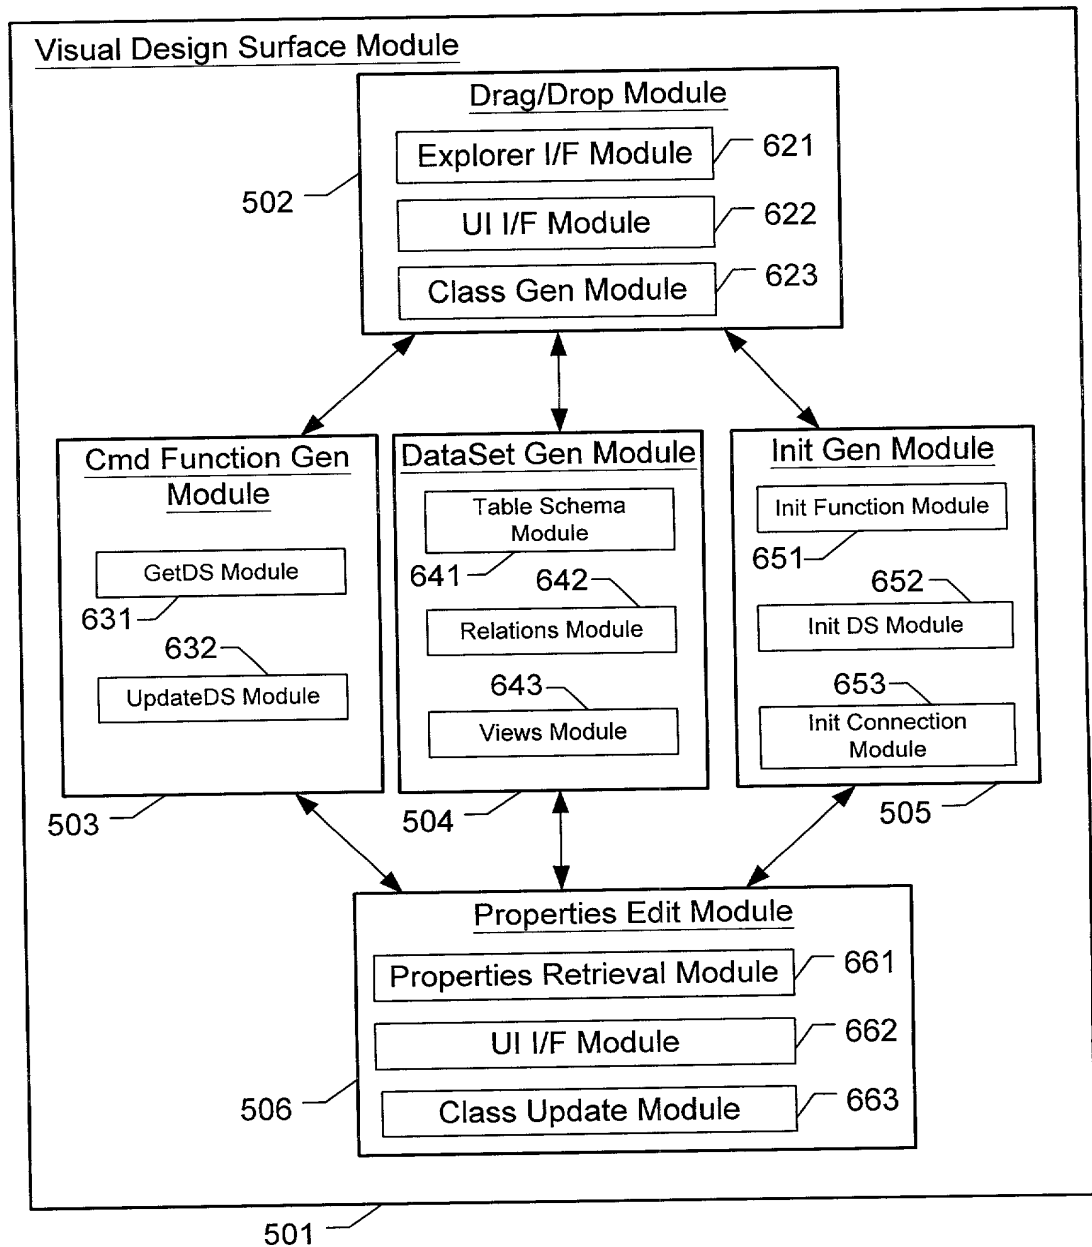 Visual Design Surface Module
Drag/Drop Module
Explorer I/F Module
621
502
UI I/F Module
622
Class Gen Module
623
Cmd Function Gen
Module
GetDS Module
631
632
UpdateDS Module
503
DataSet Gen Module
Table Schema
Module
641
642
Relations Module
643
Views Module
504
Init Gen Module
Init Function Module
651
652
Init DS Module
653
Init Connection
Module
505
Properties Edit Module
Properties Retrieval Module
661
UI I/F Module
662
506
Class Update Module
663
501